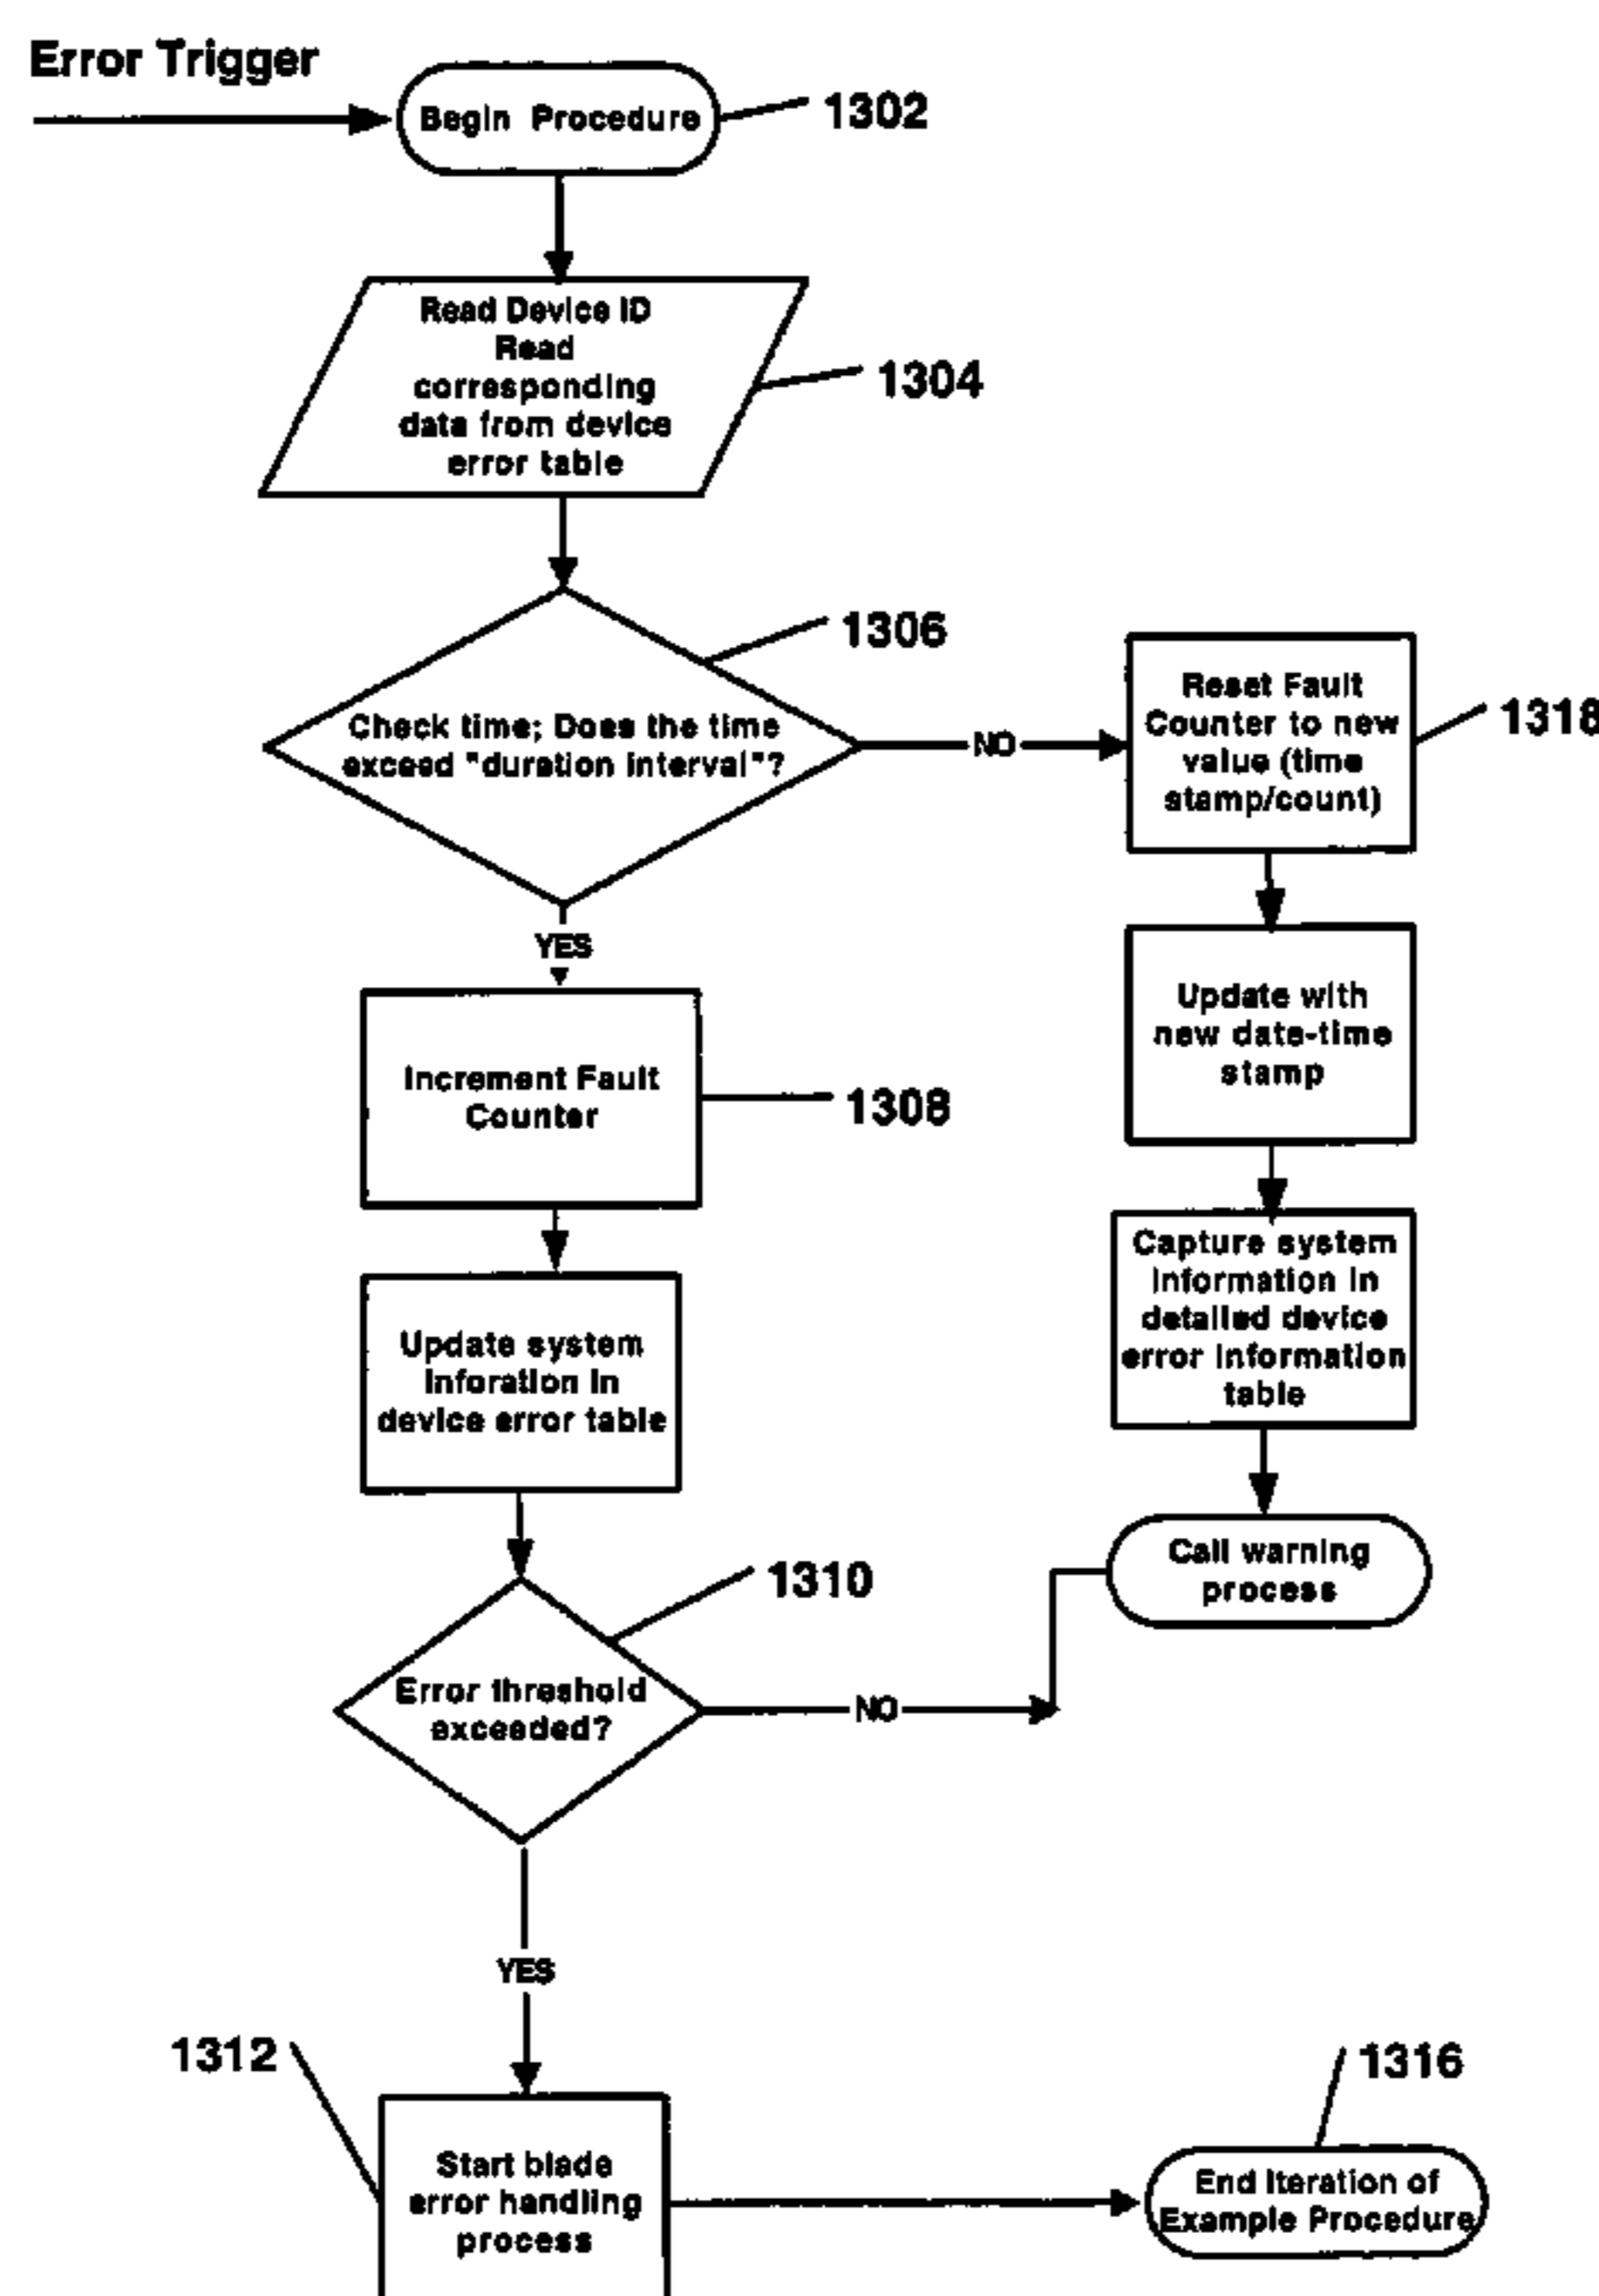 Error Trigger
Begin Procedure
1302
Read Device ID
Read
corresponding
data from device
error table
1304
1306
Check time; Does the time
exceed "duration interval"?
NO
Reset Fault
Counter to new
value (time
stamp/count)
1318
YES
Update with
new date-time
stamp
Increment Fault
Counter
1308
Capture system
information in
detailed device
error information
table
Update system
inforation in
device error table
Call warning
process
1310
Error threshold
exceeded?
NO
YES
1312
1316
Start blade
error handling
process
End Iteration of
Example Procedure